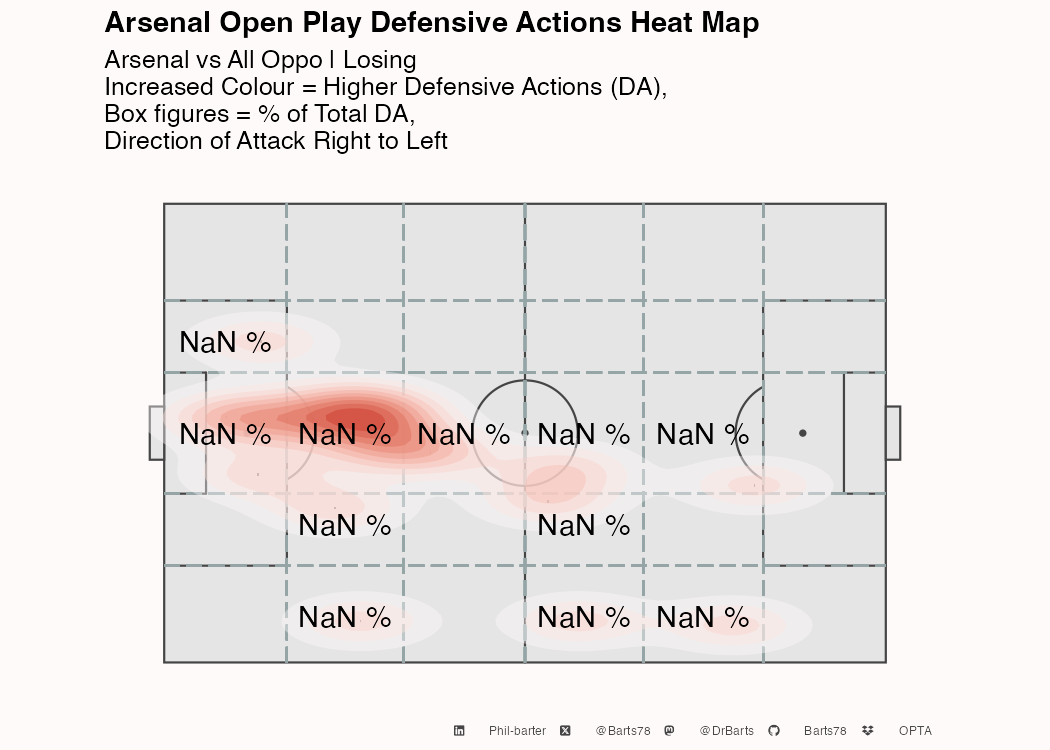 Arsenal Open Play Defensive Actions Heat Map
Arsenal vs All Oppo | Losing
Increased Colour = Higher Defensive Actions (DA),
Box figures = % of Total DA,
Direction of Attack Right to Left
NaN %
NaN % NaN % NaN % NaN % NaN %
NaN % NaN %
NaN % NaN % NaN %
Phil-barter @Barts78 @DrBarts Barts78 OPTA